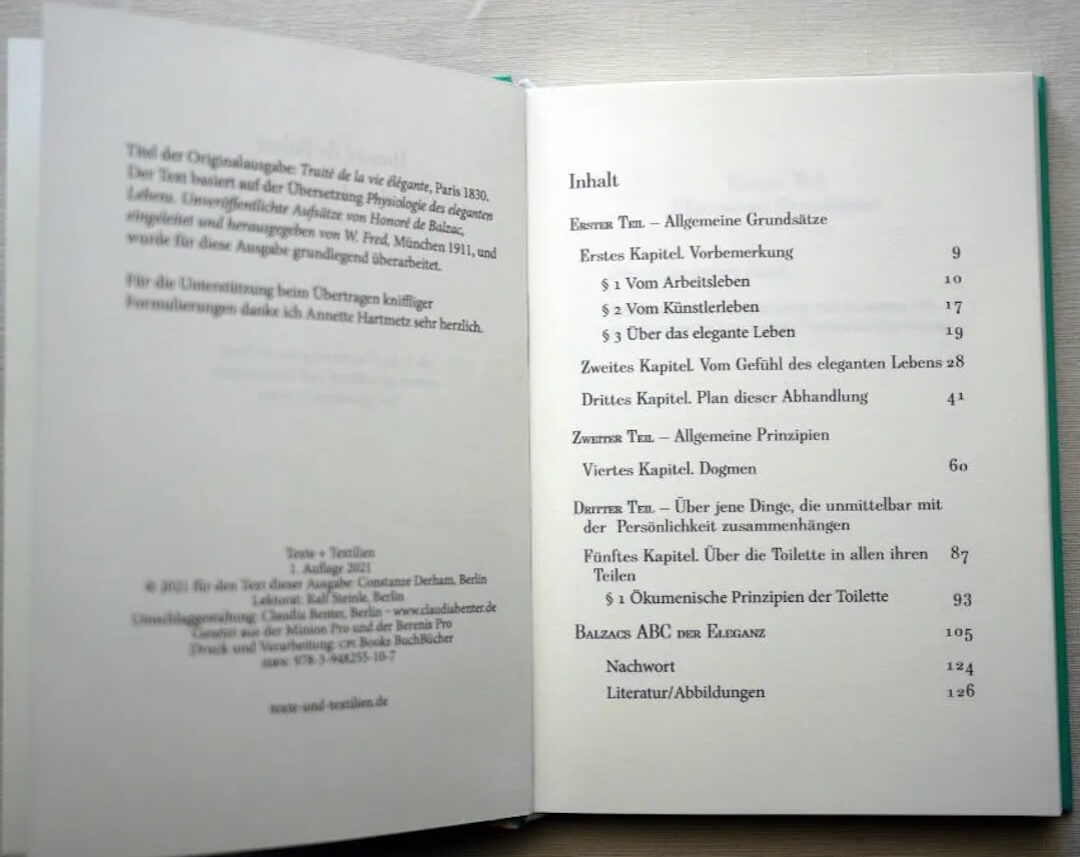 Titel der Originalausgabe: Traité de la vie élégante, Paris 1830.
Der Text basiert auf der Übersetzung Physiologie des eleganten
Lebens. Unveröffentlichte Aufsätze von Honoré de Balzac,
eingeleitet und herausgegeben von W. Fred, München 1911, und
wurde für diese Ausgabe grundlegend überarbeitet.
Für die Unterstützung beim Übertragen kniffliger
Formulierungen danke ich Annette Hartmetz sehr herzlich.
Texte + Textilien
1. Auflage 2021
© 2021 für den Text dieser Ausgabe: Constanze Derham, Berlin
Lektorat: Ralf Steinle, Berlin
Umschlaggestaltung: Claudia Benter, Berlin – www.claudiabenter.de
Gesetzt aus der Minion Pro und der Berenis Pro
Druck und Verarbeitung: CPI Books BuchBücher
ISBN: 978-3-948255-10-7
texte-und-textilien.de
Inhalt
Erster Teil – Allgemeine Grundsätze
Erstes Kapitel. Vorbemerkung 9
§ 1 Vom Arbeitsleben 10
§ 2 Vom Künstlerleben 17
§ 3 Über das elegante Leben 19
Zweites Kapitel. Vom Gefühl des eleganten Lebens 28
Drittes Kapitel. Plan dieser Abhandlung 41
Zweiter Teil – Allgemeine Prinzipien
Viertes Kapitel. Dogmen 60
Dritter Teil – Über jene Dinge, die unmittelbar mit
der Persönlichkeit zusammenhängen
Fünftes Kapitel. Über die Toilette in allen ihren 87
Teilen
§ 1 Ökumenische Prinzipien der Toilette 93
Balzacs ABC der Eleganz 105
Nachwort 124
Literatur/Abbildungen 126